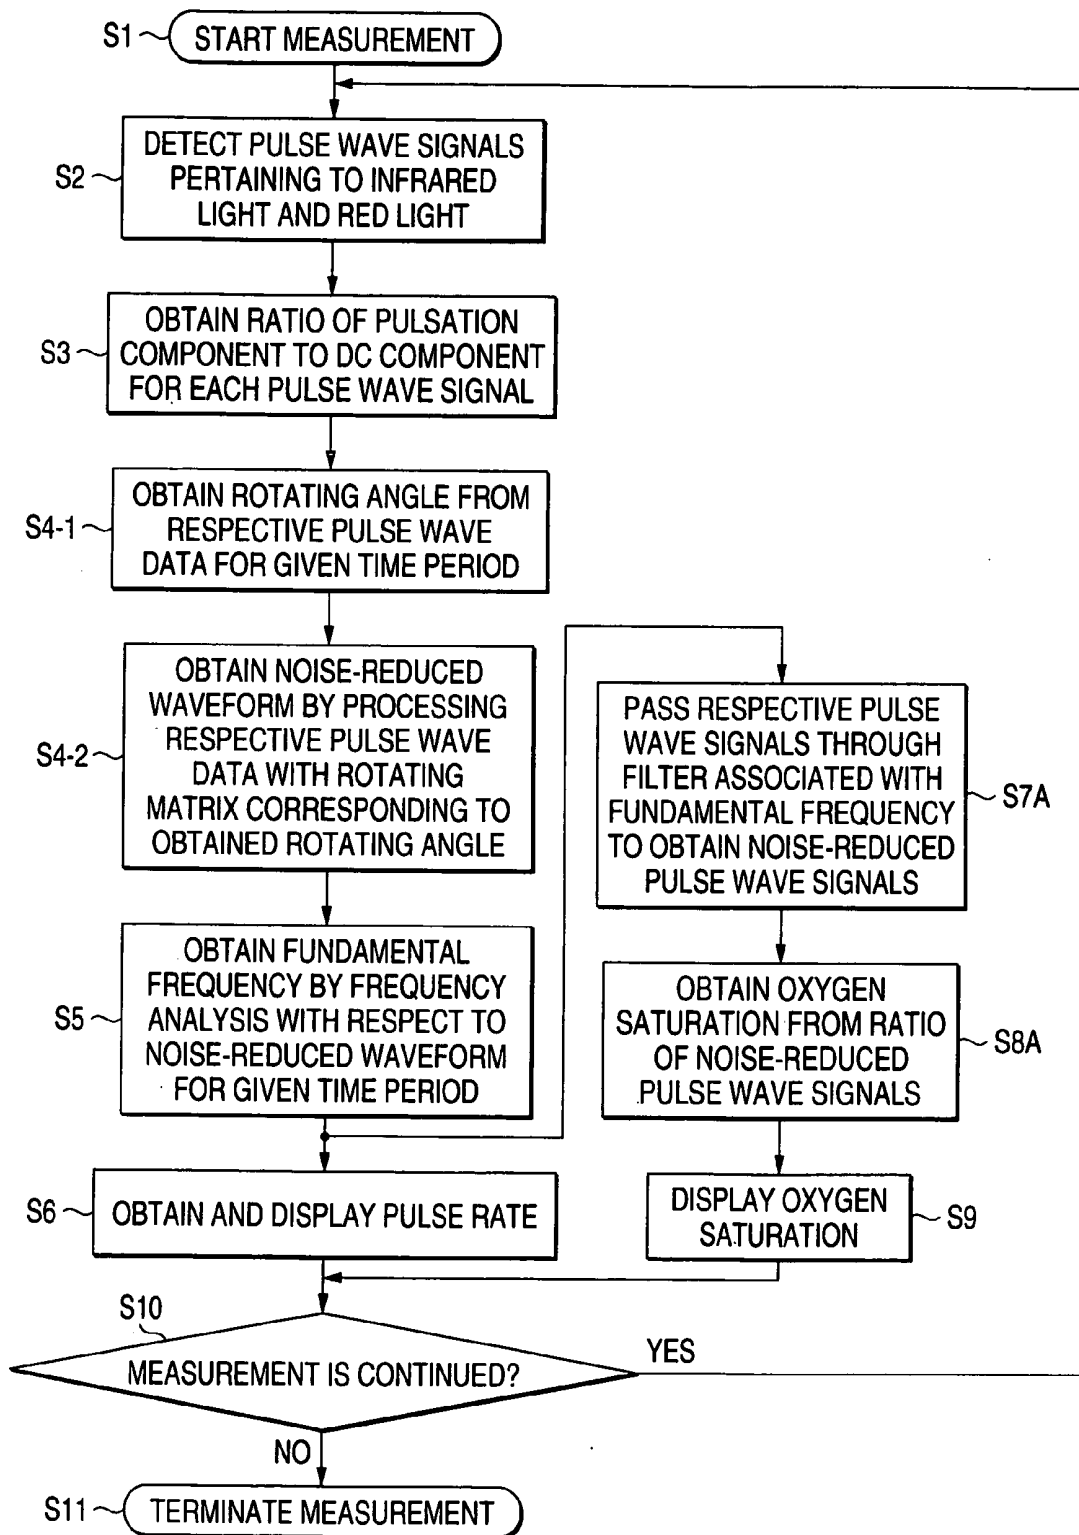 S1
START MEASUREMENT
S2
DETECT PULSE WAVE SIGNALS
PERTAINING TO INFRARED
LIGHT AND RED LIGHT
S3
OBTAIN RATIO OF PULSATION
COMPONENT TO DC COMPONENT
FOR EACH PULSE WAVE SIGNAL
S4-1
OBTAIN ROTATING ANGLE FROM
RESPECTIVE PULSE WAVE
DATA FOR GIVEN TIME PERIOD
S4-2
OBTAIN NOISE-REDUCED
WAVEFORM BY PROCESSING
RESPECTIVE PULSE WAVE
DATA WITH ROTATING
MATRIX CORRESPONDING TO
OBTAINED ROTATING ANGLE
S5
OBTAIN FUNDAMENTAL
FREQUENCY BY FREQUENCY
ANALYSIS WITH RESPECT TO
NOISE-REDUCED WAVEFORM
FOR GIVEN TIME PERIOD
S6
OBTAIN AND DISPLAY PULSE RATE
PASS RESPECTIVE PULSE
WAVE SIGNALS THROUGH
FILTER ASSOCIATED WITH
FUNDAMENTAL FREQUENCY
TO OBTAIN NOISE-REDUCED
PULSE WAVE SIGNALS
S7A
OBTAIN OXYGEN
SATURATION FROM RATIO
OF NOISE-REDUCED
PULSE WAVE SIGNALS
S8A
DISPLAY OXYGEN
SATURATION
S9
S10
MEASUREMENT IS CONTINUED?
YES
NO
S11
TERMINATE MEASUREMENT